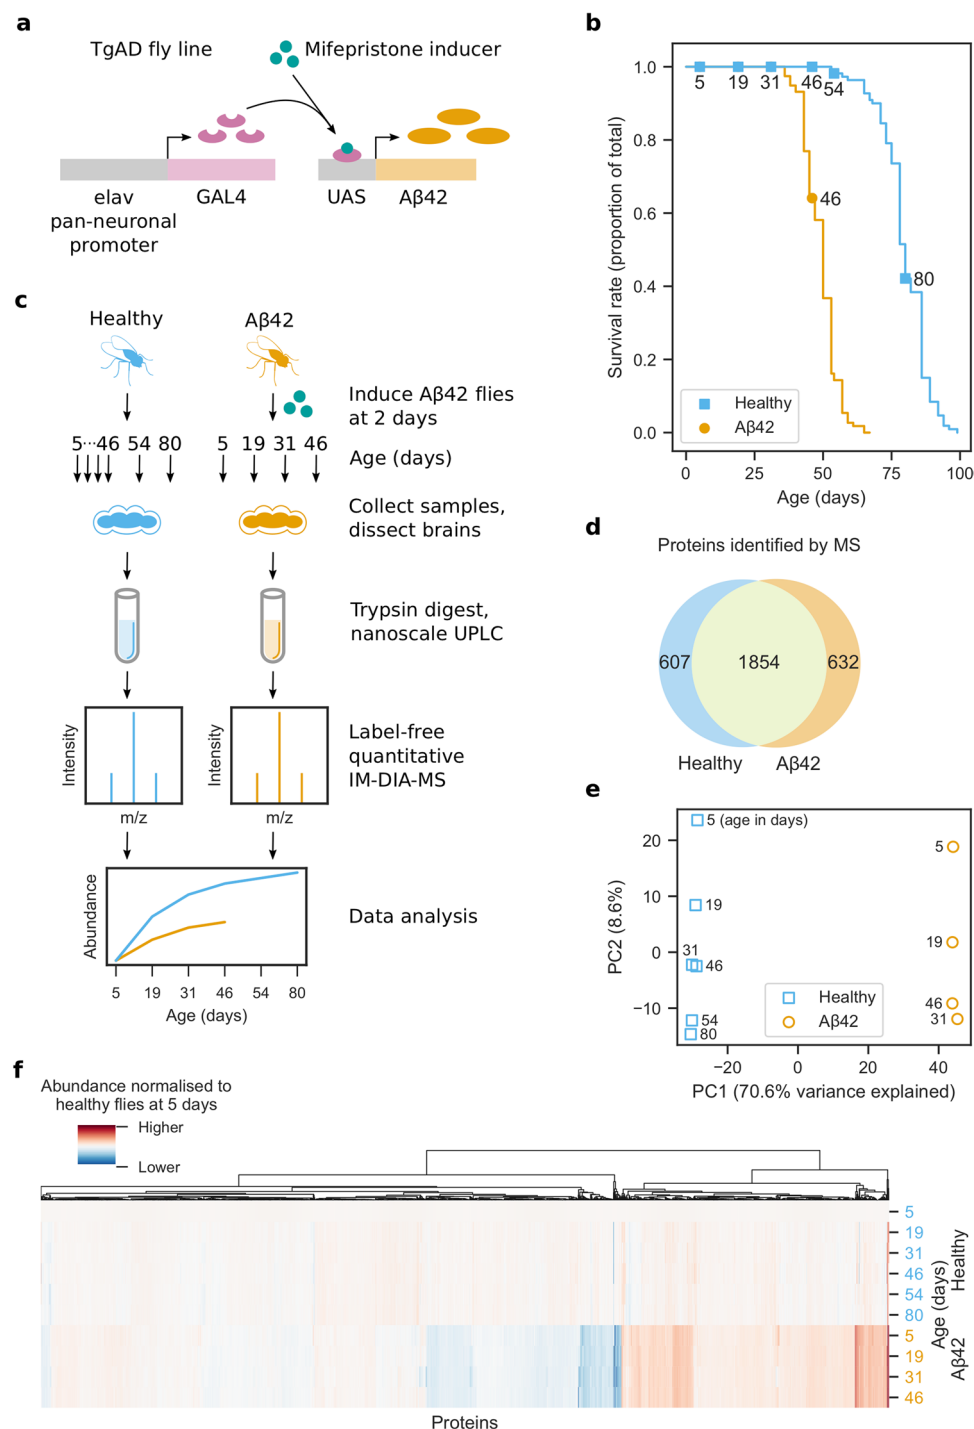 a
TgAD fly line
Mifepristone inducer
elav
pan-neuronal
promoter
GAL4
UAS
Aβ42
b
Survival rate (proportion of total)
1.0
0.8
0.6
0.4
0.2
0.0
5
19
31
46
54
46
80
Healthy
Aβ42
0
25
50
75
100
Age (days)
c
Healthy
Aβ42
Induce Aβ42 flies
at 2 days
5···46
54
80
5
19
31
46
Age (days)
Collect samples,
dissect brains
Trypsin digest,
nanoscale UPLC
Intensity
m/z
Intensity
m/z
Label-free
quantitative
IM-DIA-MS
Abundance
5
19
31
46
54
80
Age (days)
Data analysis
d
Proteins identified by MS
607
1854
632
Healthy
Aβ42
e
PC2 (8.6%)
20
10
0
−10
5 (age in days)
19
31
46
54
80
5
19
46
31
Healthy
Aβ42
−20
0
20
40
PC1 (70.6% variance explained)
f
Abundance normalised to
healthy flies at 5 days
Higher
Lower
5
19
31
46
54
80
5
19
31
46
Age (days)
Healthy
Aβ42
Proteins